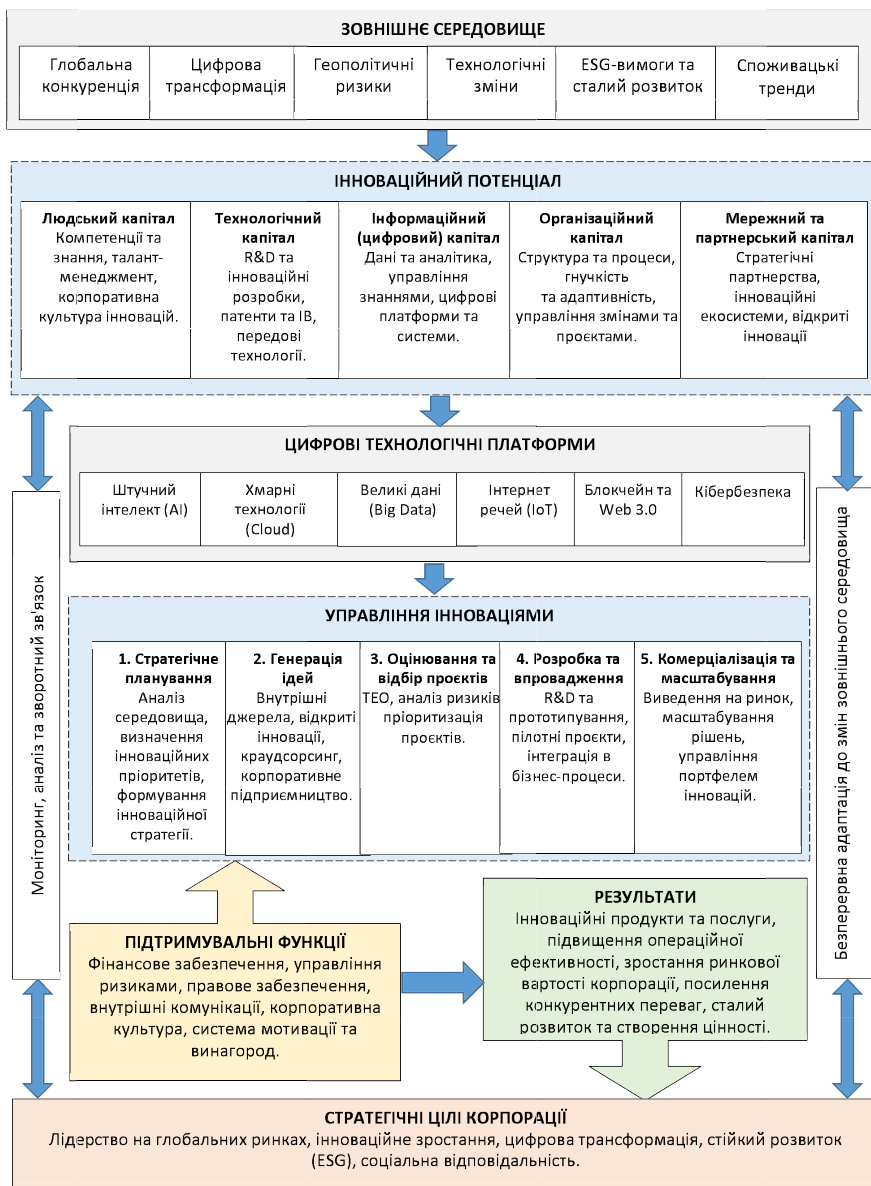 ЗОВНІШНЄ СЕРЕДОВИЩЕ
Глобальна
конкуренція
Цифрова
трансформація
Геополітичні
ризики
Технологічні
зміни
ESG-вимоги та
сталий розвиток
Споживацькі
тренди
ІННОВАЦІЙНИЙ ПОТЕНЦІАЛ
Людський капітал
Компетенції та
знання, талант-
менеджмент,
корпоративна
культура інновацій.
Технологічний
капітал
R&D та
інноваційні
розробки,
патенти та ІВ,
передові
технології.
Інформаційний
(цифровий) капітал
Дані та аналітика,
управління
знаннями, цифрові
платформи та
системи.
Організаційний
капітал
Структура та процеси,
гнучкість
та адаптивність,
управління змінами та
проєктами.
Мережний та
партнерський капітал
Стратегічні
партнерства,
інноваційні
екосистеми, відкриті
інновації
ЦИФРОВІ ТЕХНОЛОГІЧНІ ПЛАТФОРМИ
Штучний
інтелект (AI)
Хмарні
технології
(Cloud)
Великі дані
(Big Data)
Інтернет
речей (IoT)
Блокчейн та
Web 3.0
Кібербезпека
Моніторинг, аналіз та зворотний зв'язок
Безперервна адаптація до змін зовнішнього середовища
УПРАВЛІННЯ ІННОВАЦІЯМИ
1. Стратегічне
планування
Аналіз
середовища,
визначення
інноваційних
пріоритетів,
формування
інноваційної
стратегії.
2. Генерація
ідей
Внутрішні
джерела, відкриті
інновації,
краудсорсинг,
корпоративне
підприємництво.
3. Оцінювання та
відбір проєктів
ТЕО, аналіз ризиків
пріоритизація
проєктів.
4. Розробка та
впровадження
R&D та
прототипування,
пілотні проєкти,
інтеграція в
бізнес-процеси.
5. Комерціалізація та
масштабування
Виведення на ринок,
масштабування
рішень,
управління
портфелем
інновацій.
ПІДТРИМУВАЛЬНІ ФУНКЦІЇ
Фінансове забезпечення, управління
ризиками, правове забезпечення,
внутрішні комунікації, корпоративна
культура, система мотивації та
винагород.
РЕЗУЛЬТАТИ
Інноваційні продукти та послуги,
підвищення операційної
ефективності, зростання ринкової
вартості корпорації, посилення
конкурентних переваг, сталий
розвиток та створення цінності.
СТРАТЕГІЧНІ ЦІЛІ КОРПОРАЦІЇ
Лідерство на глобальних ринках, інноваційне зростання, цифрова трансформація, стійкий розвиток
(ESG), соціальна відповідальність.